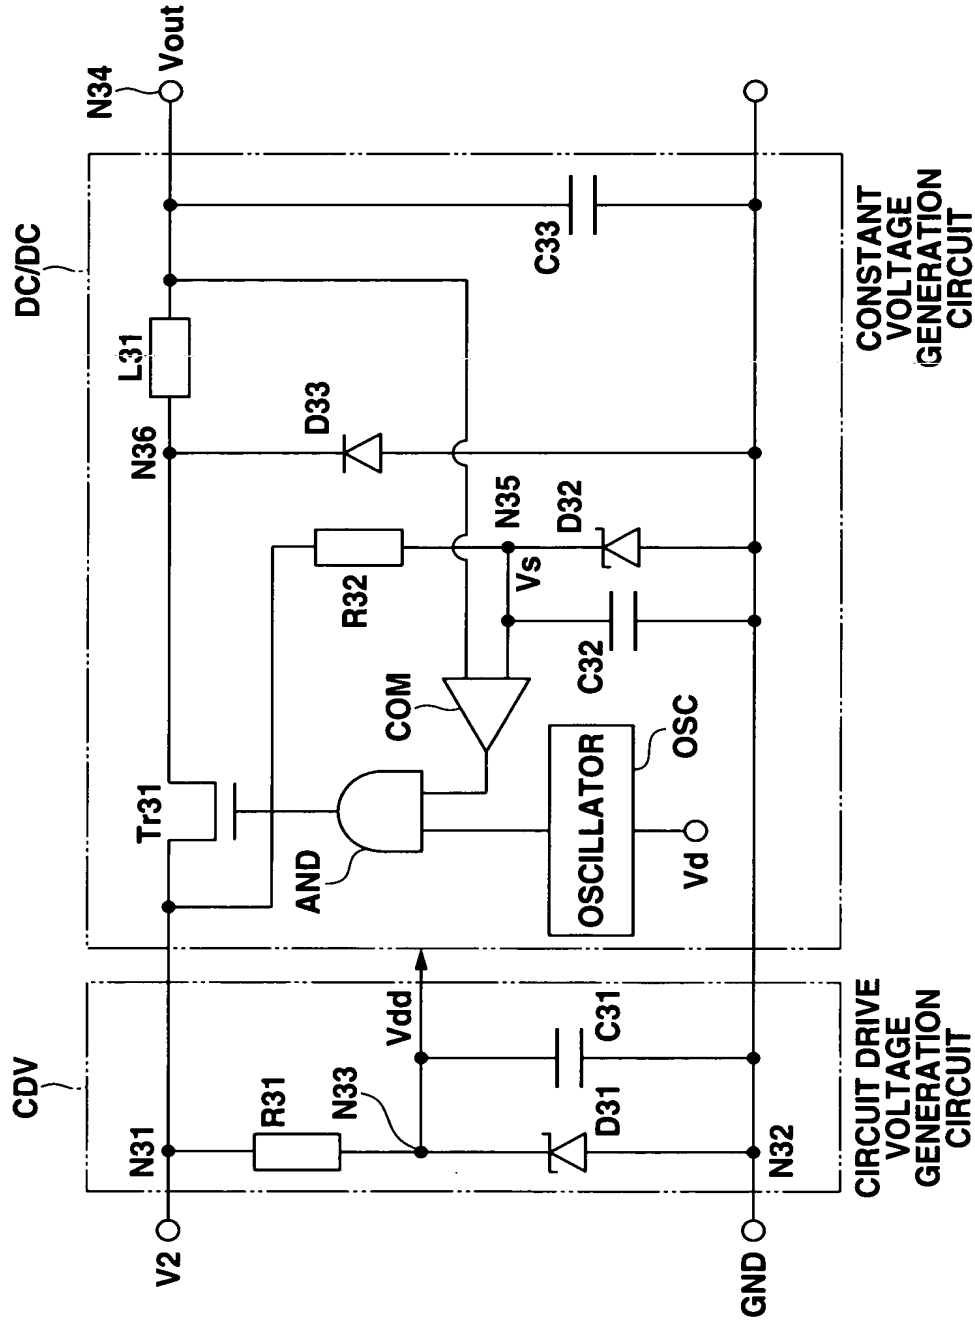 CDV
DC/DC
N31
R31
N33
Vdd
D31
C31
N32
V2
GND
CIRCUIT DRIVE
VOLTAGE
GENERATION
CIRCUIT
Tr31
AND
COM
OSCILLATOR
OSC
Vd
R32
N35
Vs
D32
C32
N36
D33
L31
C33
N34
Vout
CONSTANT
VOLTAGE
GENERATION
CIRCUIT